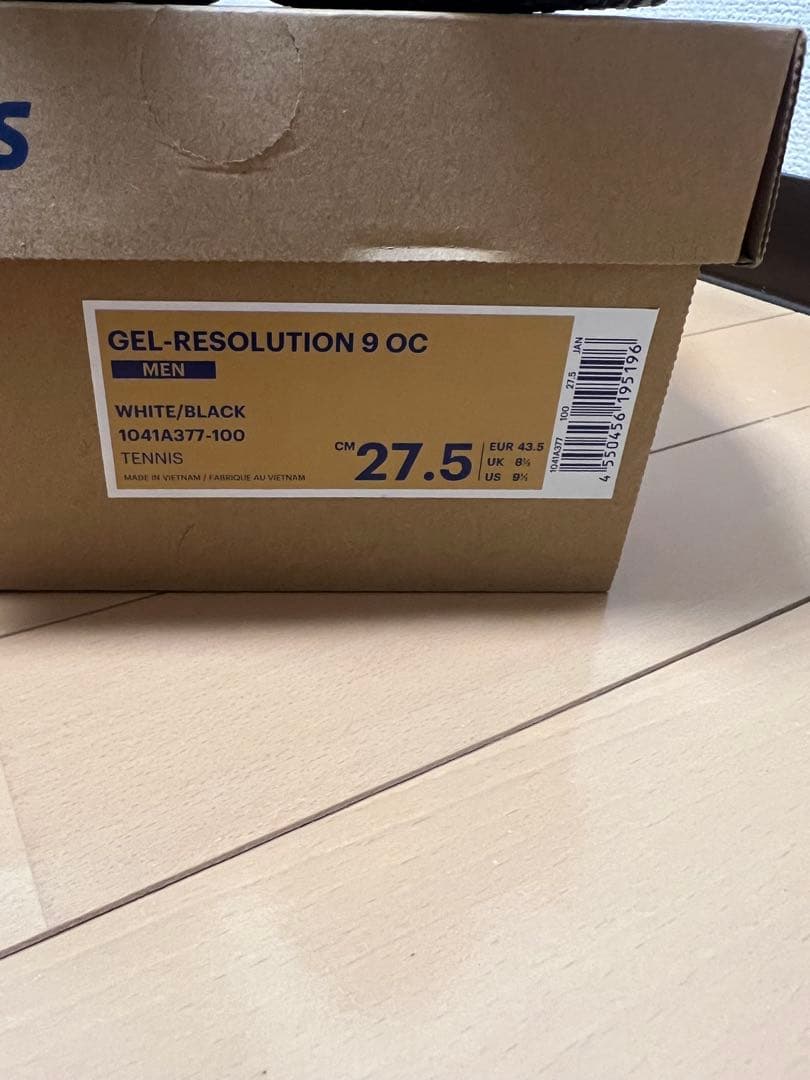 s
GEL-RESOLUTION 9 OC
MEN
WHITE/BLACK
1041A377-100
TENNIS
MADE IN VIETNAM / FABRIQUE AU VIETNAM
CM 27.5
EUR 43.5
UK 8½
US 9½
1041A377 100 27.5 JAN
4 550456 195196